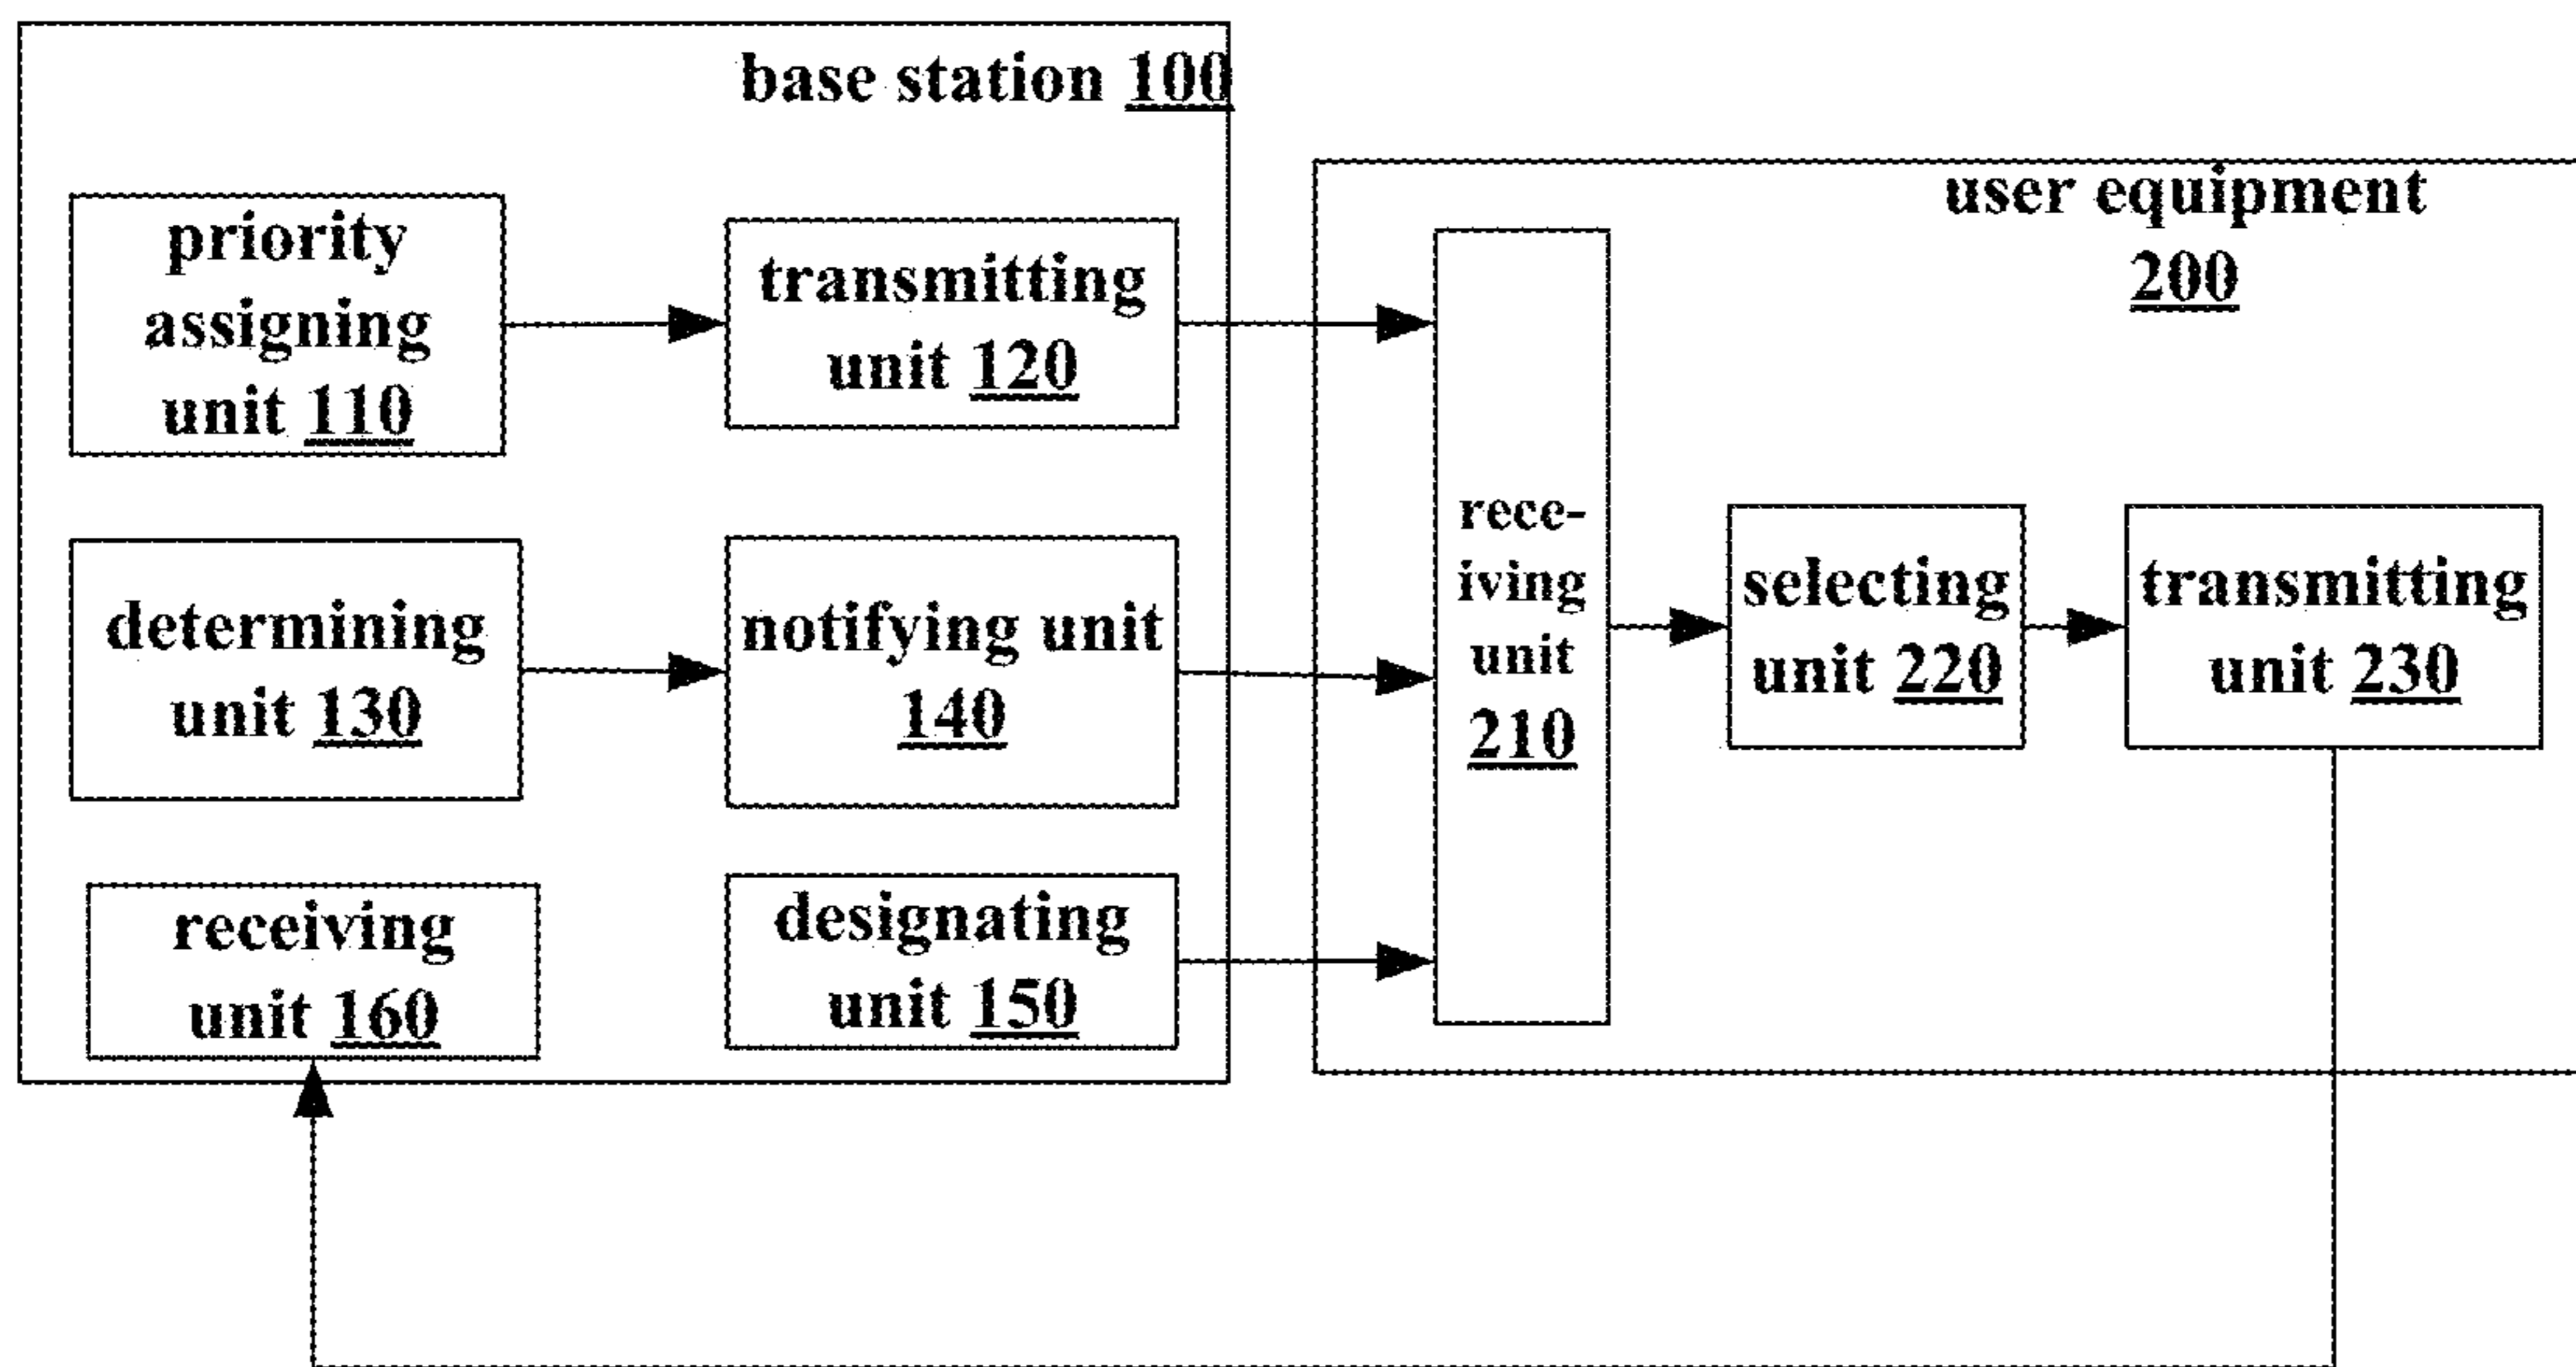 base station 100
priority
assigning
unit 110
transmitting
unit 120
determining
unit 130
notifying unit
140
receiving
unit 160
designating
unit 150
user equipment
200
rece-
iving
unit
210
selecting
unit 220
transmitting
unit 230